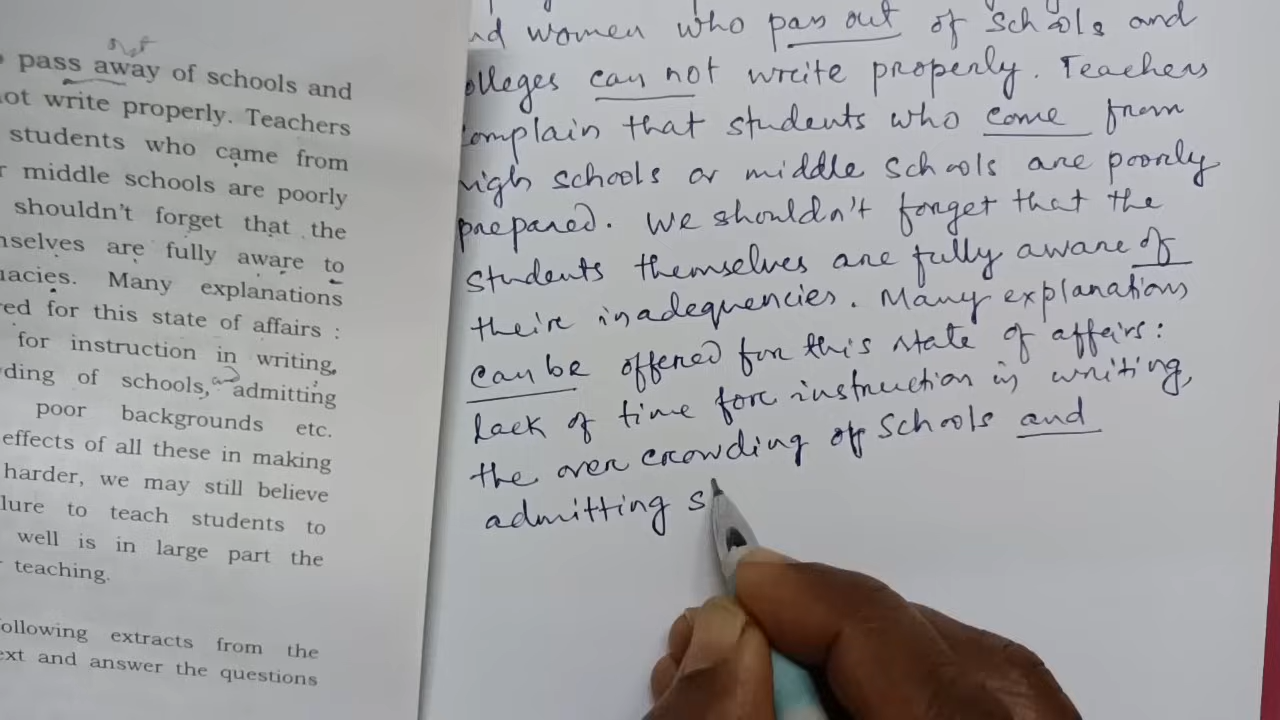 out
pass away of schools and
not write properly. Teachers
students who came from
middle schools are poorly
shouldn't forget that the
mselves are fully aware to
nacies. Many explanations
red for this state of affairs :
for instruction in writing,
ding of schools, admitting
poor backgrounds etc.
effects of all these in making
harder, we may still believe
lure to teach students to
well is in large part the
teaching.
ollowing extracts from the
ext and answer the questions
nd women who pass out of schools and
olleges can not write properly. Teachers
omplain that students who come from
high schools or middle schools are poorly
prepared. We shouldn't forget that the
students themselves are fully aware of
their inadequencies. Many explanations
can be offered for this state of affairs:
lack of time for instruction in writing,
the over crowding of schools and
admitting s